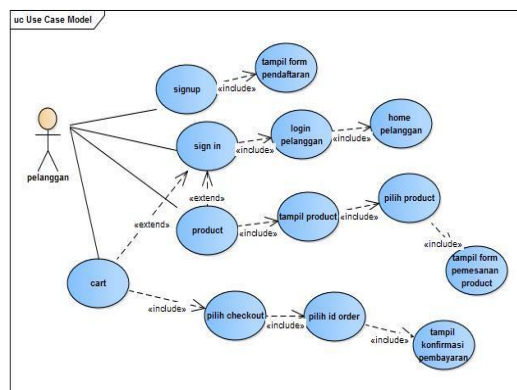 uc Use Case Model
signup
«include»
tampil form
pendaftaran
pelanggan
sign in
«include»
login
pelanggan
«include»
home
pelanggan
«extend»
«extend»
product
«include»
tampil product
«include»
pilih product
«include»
tampil form
pemesanan
product
cart
«include»
pilih checkout
«include»
pilih id order
«include»
tampil
konfirmasi
pembayaran